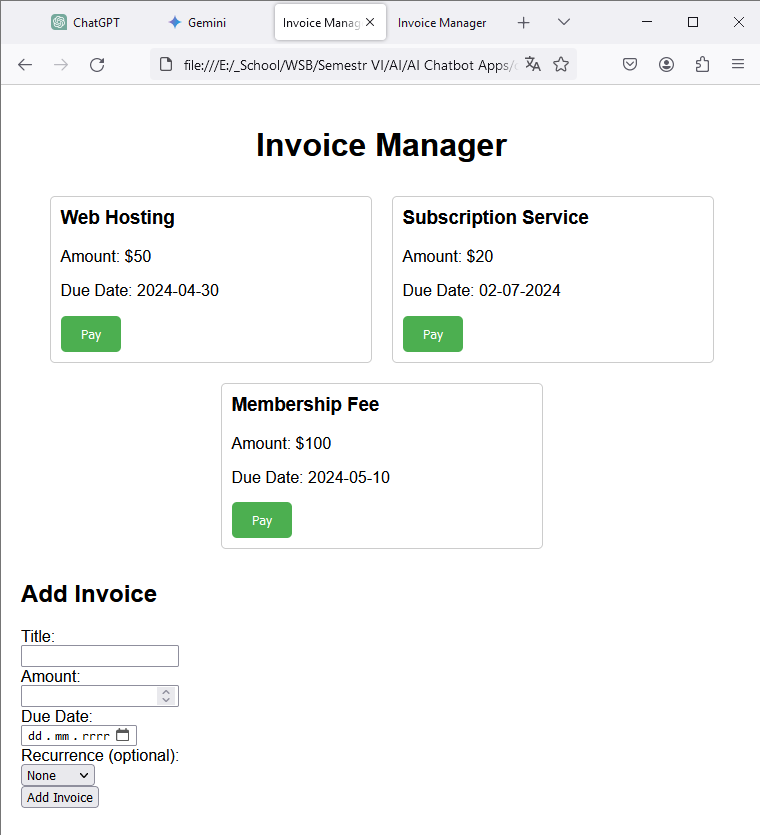 ChatGPT Gemini Invoice Manag Invoice Manager
file:///E:/_School/WSB/Semestr VI/AI/AI Chatbot Apps/
Invoice Manager
Web Hosting
Amount: $50
Due Date: 2024-04-30
Pay
Subscription Service
Amount: $20
Due Date: 02-07-2024
Pay
Membership Fee
Amount: $100
Due Date: 2024-05-10
Pay
Add Invoice
Title:
Amount:
Due Date:
dd.mm.rrrr
Recurrence (optional):
None
Add Invoice